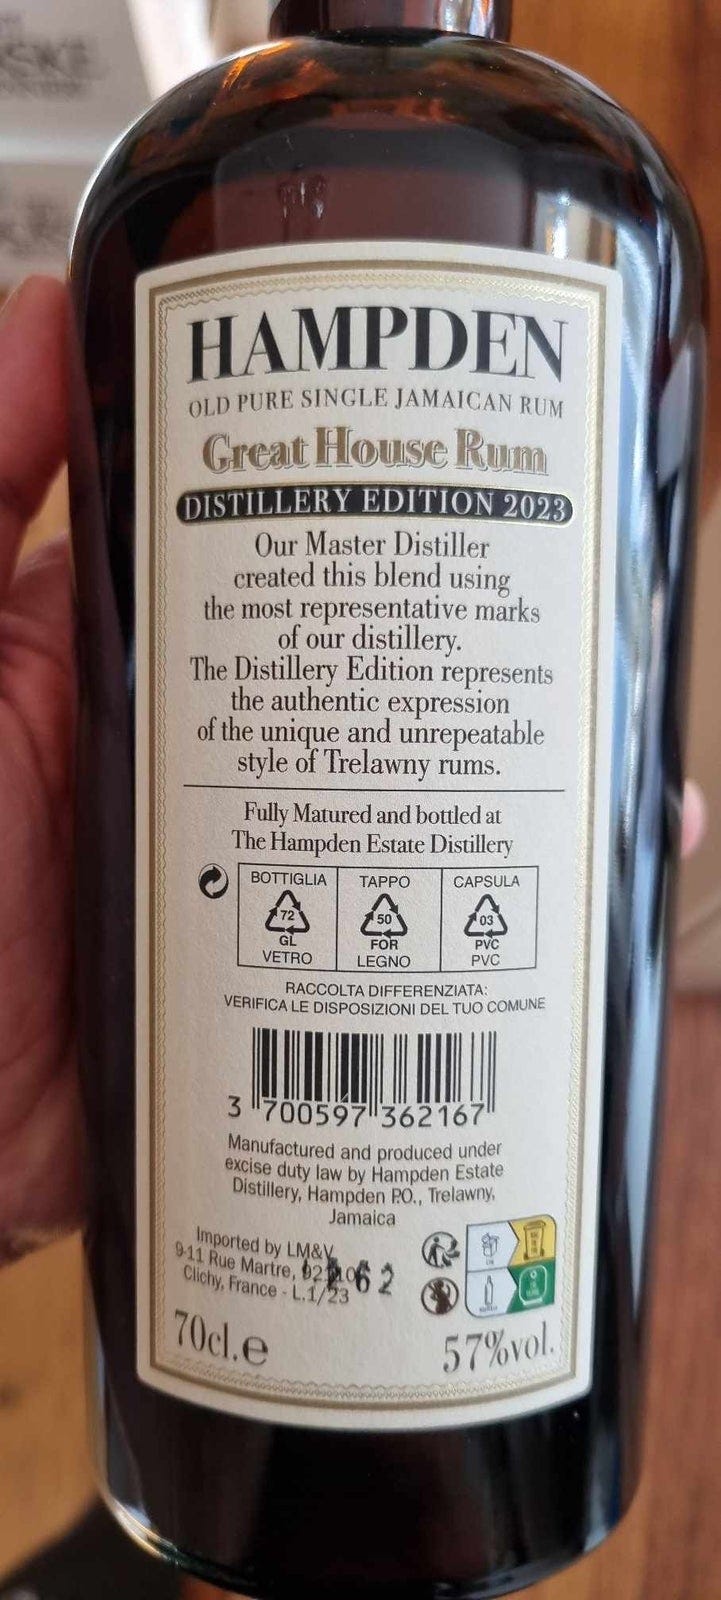 HAMPDEN
OLD PURE SINGLE JAMAICAN RUM
Great House Rum
DISTILLERY EDITION 2023
Our Master Distiller
created this blend using
the most representative marks
of our distillery.
The Distillery Edition represents
the authentic expression
of the unique and unrepeatable
style of Trelawny rums.
Fully Matured and bottled at
The Hampden Estate Distillery
BOTTIGLIA TAPPO CAPSULA
72 50 03
GL FOR PVC
VETRO LEGNO PVC
RACCOLTA DIFFERENZIATA:
VERIFICA LE DISPOSIZIONI DEL TUO COMUNE
3 700597 362167
Manufactured and produced under
excise duty law by Hampden Estate
Distillery, Hampden P.O., Trelawny,
Jamaica
Imported by LM&V
9-11 Rue Martre,
Clichy, France - L.1/23
70cl.e
57%vol.